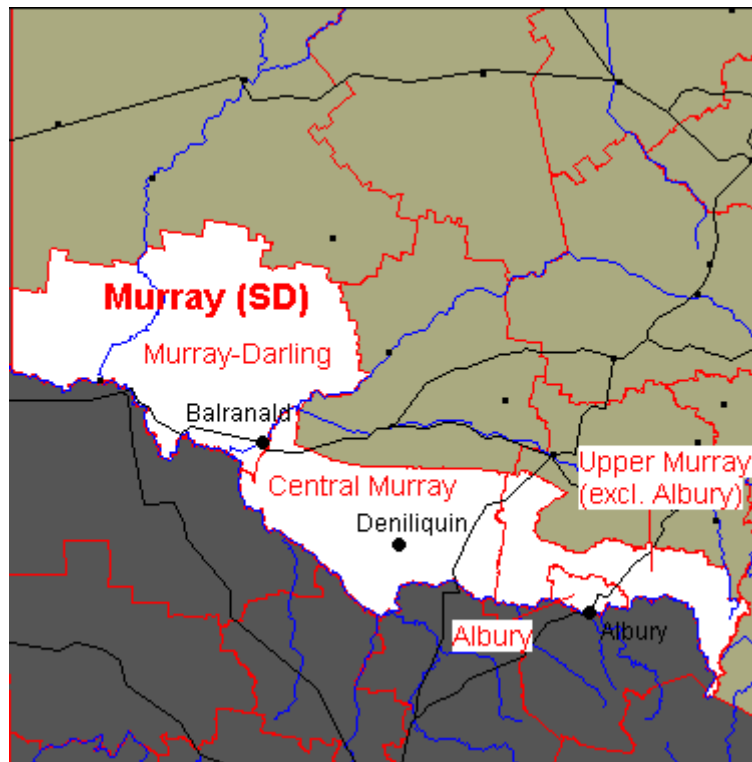 Murray (SD)
Murray-Darling
Balranald
Central Murray
Upper Murray
(excl. Albury)
Deniliquin
Albury
Albury